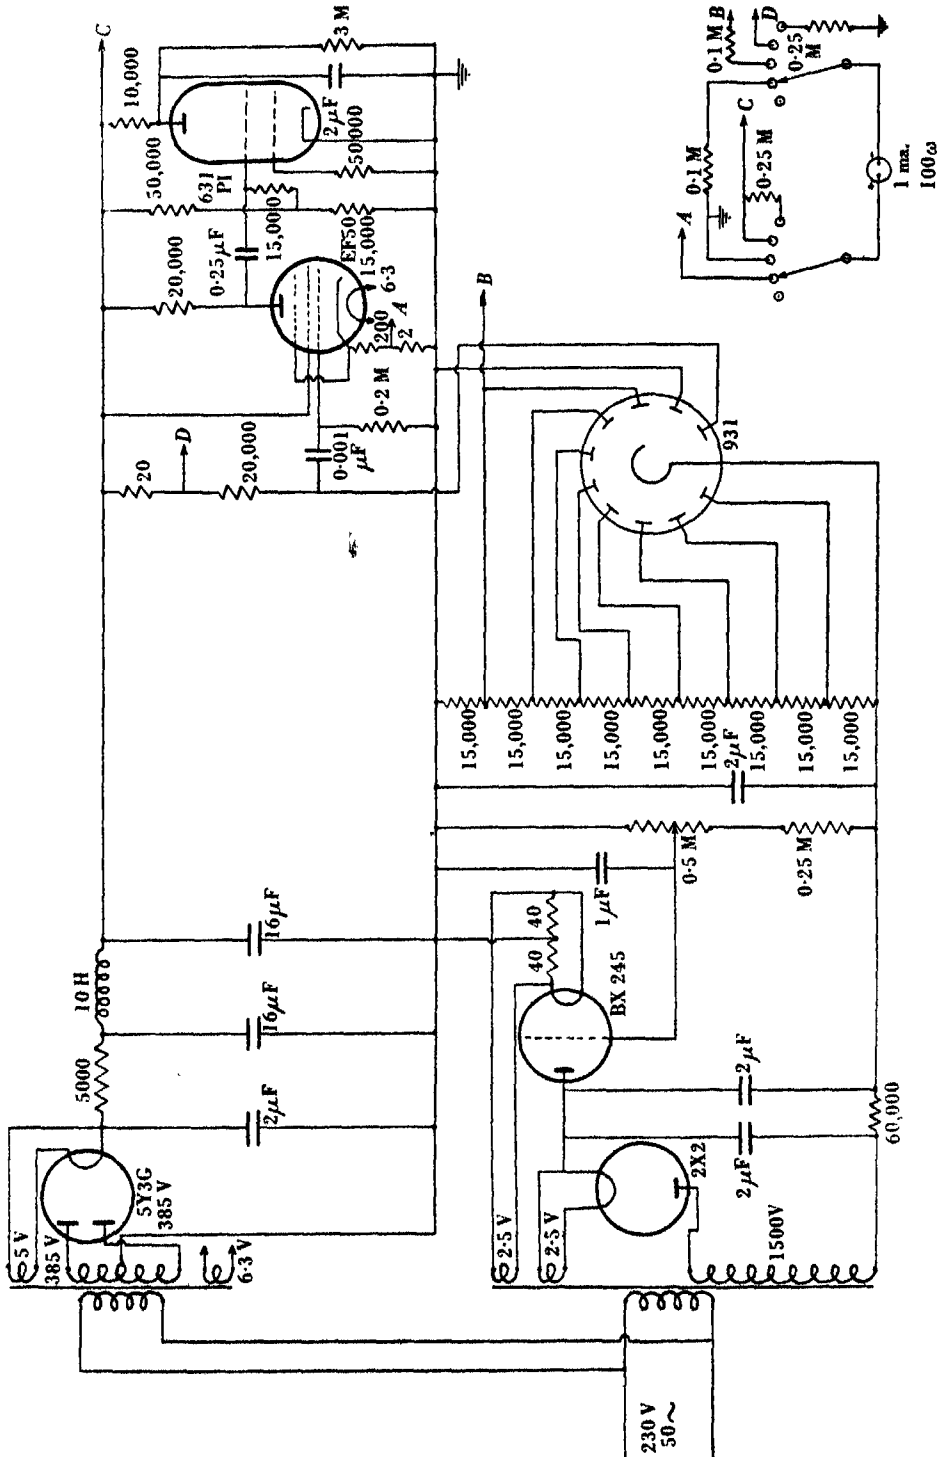 C
10,000
3 M
2 μF
50,000
50,000
631
PI
15,000
0·25 μF
20,000
EF50
15,000
6·3
200
A
2
0·2 M
0·001
μF
D
20
20,000
B
931
10 H
5000
16 μF
16 μF
2 μF
5Y3G
385 V
5 V
385 V
6·3 V
15,000
15,000
15,000
15,000
15,000
15,000
15,000
15,000
15,000
2 μF
0·5 M
0·25 M
1 μF
40
40
BX 245
2 μF
2 μF
60,000
2X2
2·5 V
2·5 V
1500V
230 V
50~
B
0·1 M
D
0·25
M
0·1 M
C
0·25 M
A
1 ma.
100ω